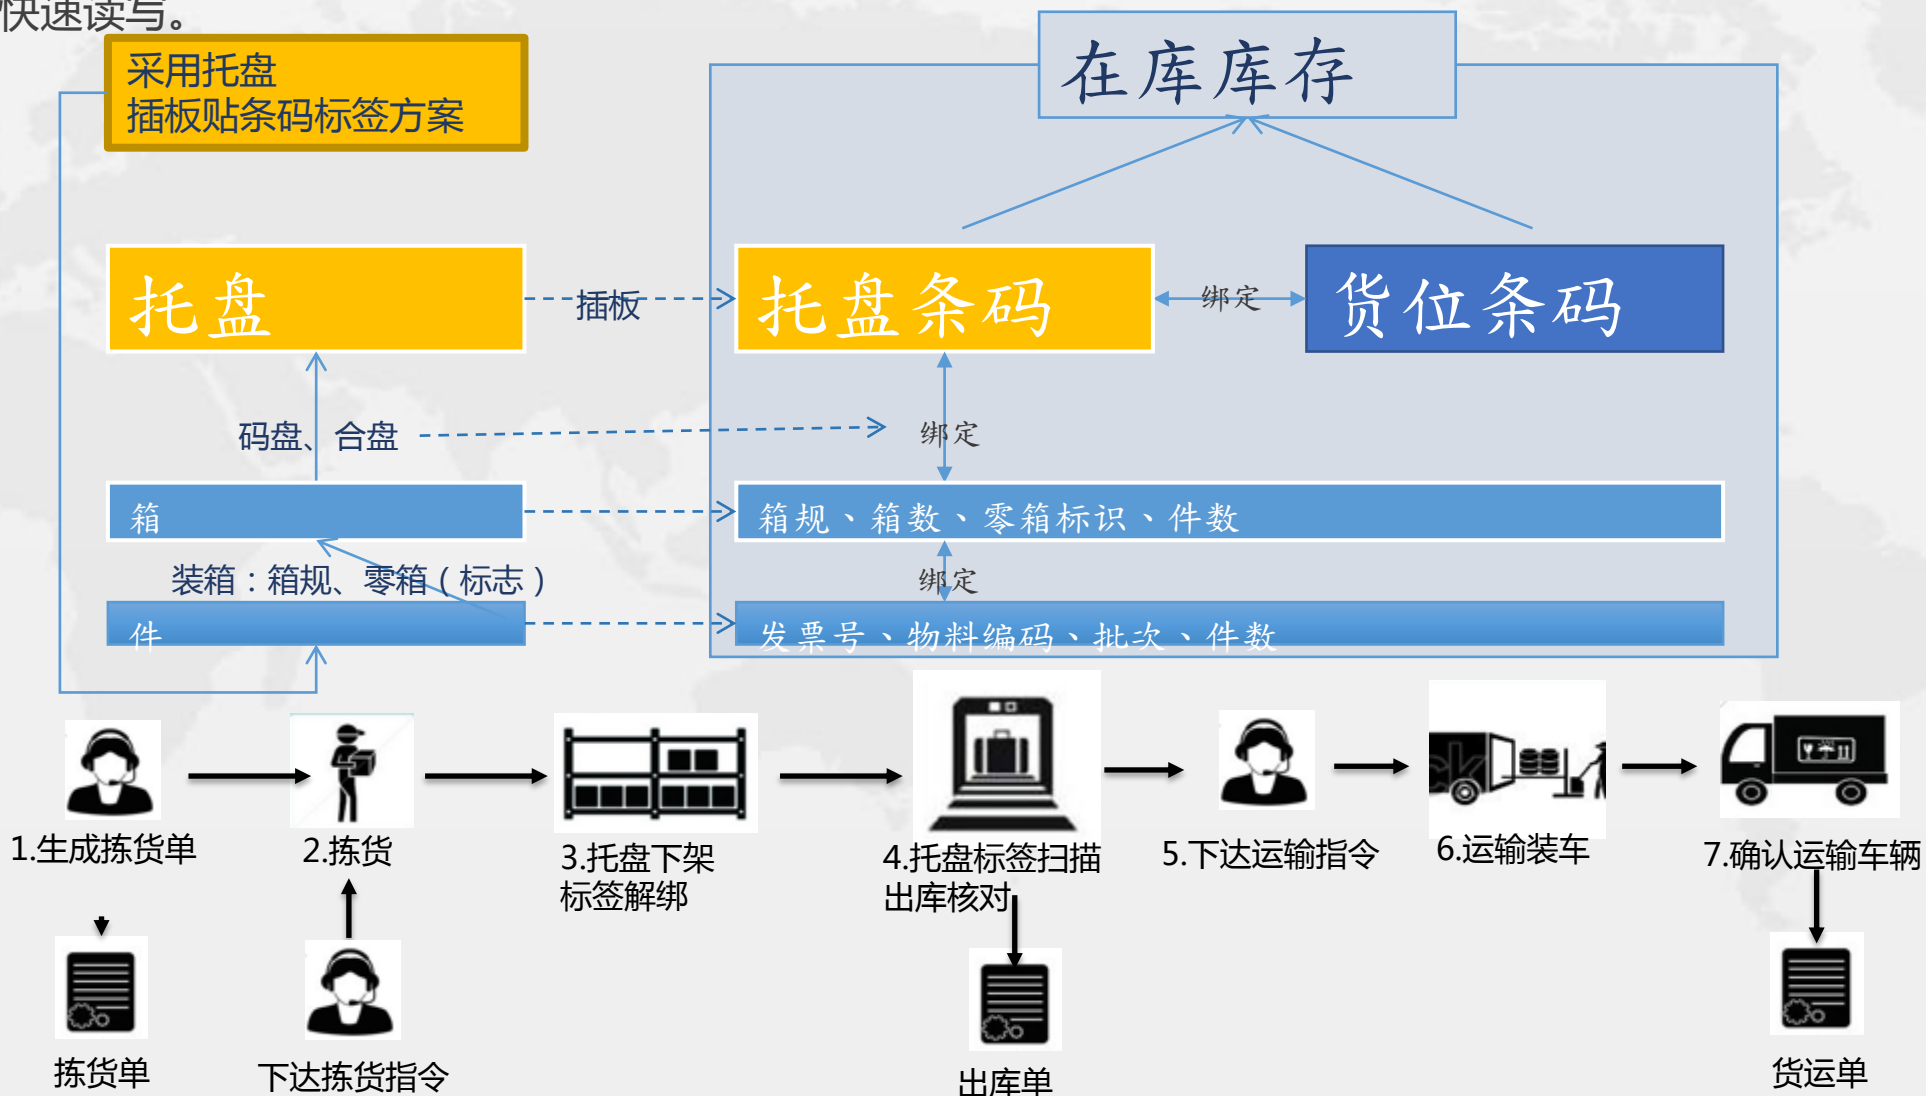 快速读写。
采用托盘
插板贴条码标签方案
在库库存
托盘
插板
托盘条码
绑定
货位条码
码盘、合盘
绑定
箱
箱规、箱数、零箱标识、件数
装箱：箱规、零箱（标志）
绑定
件
发票号、物料编码、批次、件数
1.生成拣货单
2.拣货
3.托盘下架
标签解绑
4.托盘标签扫描
出库核对
5.下达运输指令
ck
6.运输装车
7.确认运输车辆
拣货单
下达拣货指令
出库单
货运单